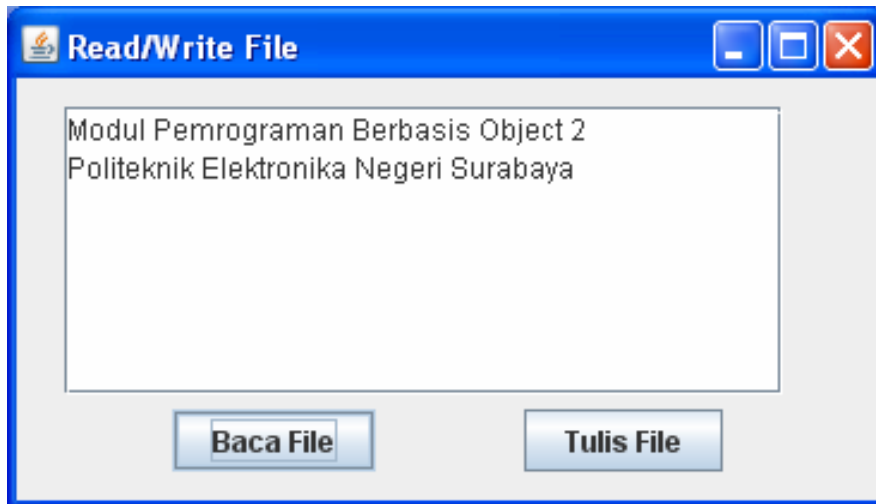 Read/Write File
Modul Pemrograman Berbasis Object 2
Politeknik Elektronika Negeri Surabaya
Baca File
Tulis File